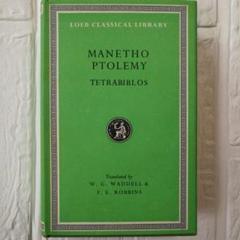 LOEB CLASSICAL LIBRARY
MANETHO
PTOLEMY
TETRABIBLOS
Translated by
W. G. WADDELL &
F. E. ROBBINS